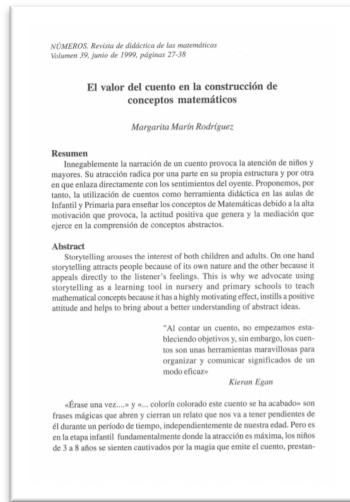 NÚMEROS. Revista de didáctica de las matemáticas
Volumen 39, junio de 1999, páginas 27-38
El valor del cuento en la construcción de
conceptos matemáticos
Margarita Marín Rodríguez
Resumen
Innegablemente la narración de un cuento provoca la atención de niños y
mayores. Su atracción radica por una parte en su propia estructura y por otra
en que enlaza directamente con los sentimientos del oyente. Proponemos, por
tanto, la utilización de cuentos como herramienta didáctica en las aulas de
Infantil y Primaria para enseñar los conceptos de Matemáticas debido a la alta
motivación que provoca, la actitud positiva que genera y la mediación que
ejerce en la comprensión de conceptos abstractos.
Abstract
Storytelling arouses the interest of both children and adults. On one hand
storytelling attracts people because of its own nature and the other because it
appeals directly to the listener's feelings. This is why we advocate using
storytelling as a learning tool in nursery and primary schools to teach
mathematical concepts because it has a highly motivating effect, instills a positive
attitude and helps to bring about a better understanding of abstract ideas.
"Al contar un cuento, no empezamos esta-
bleciendo objetivos y, sin embargo, los cuen-
tos son unas herramientas maravillosas para
organizar y comunicar significados de un
modo eficaz»
Kieran Egan
«Érase una vez....» y «... colorín colorado este cuento se ha acabado» son
frases mágicas que abren y cierran un relato que nos va a tener pendientes de
él durante un período de tiempo, independientemente de nuestra edad. Pero es
en la etapa infantil fundamentalmente donde la atracción es máxima, los niños
de 3 a 8 años se sienten cautivados por la magia que emite el cuento, prestan-